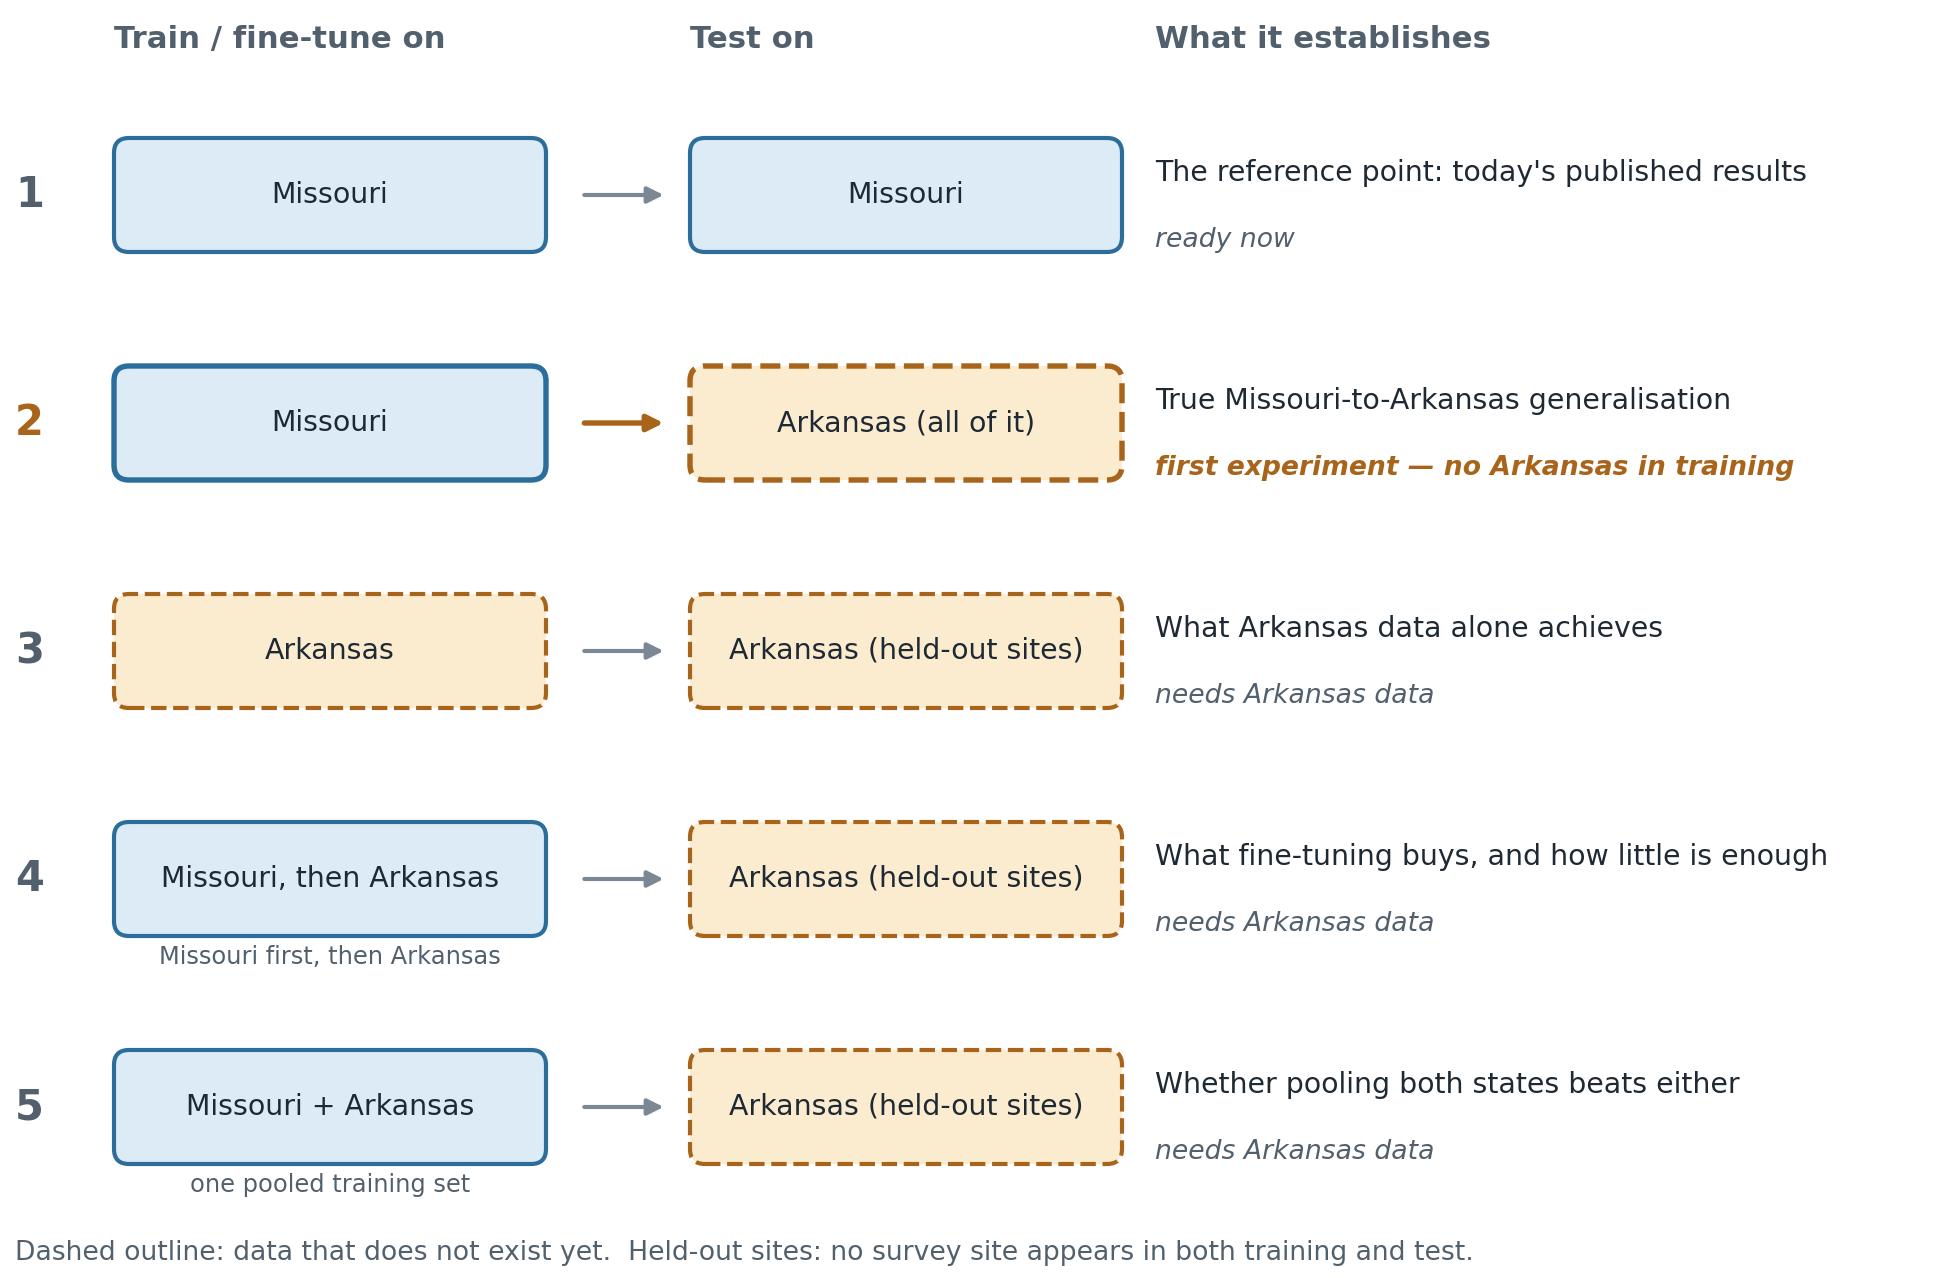 Train / fine-tune on
Test on
What it establishes
1
Missouri
Missouri
The reference point: today's published results
ready now
2
Missouri
Arkansas (all of it)
True Missouri-to-Arkansas generalisation
first experiment — no Arkansas in training
3
Arkansas
Arkansas (held-out sites)
What Arkansas data alone achieves
needs Arkansas data
4
Missouri, then Arkansas
Missouri first, then Arkansas
Arkansas (held-out sites)
What fine-tuning buys, and how little is enough
needs Arkansas data
5
Missouri + Arkansas
one pooled training set
Arkansas (held-out sites)
Whether pooling both states beats either
needs Arkansas data
Dashed outline: data that does not exist yet.  Held-out sites: no survey site appears in both training and test.